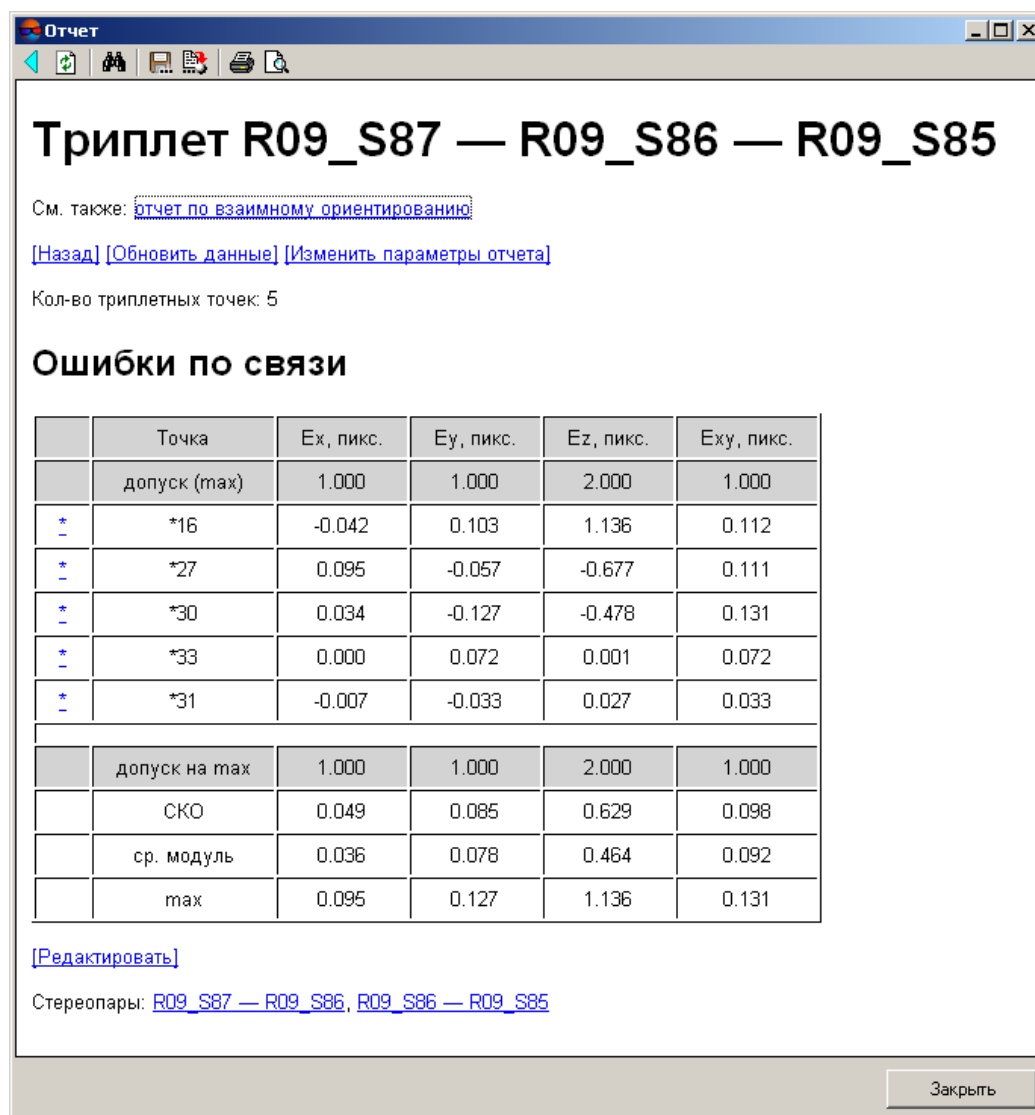 Отчет
Триплет R09_S87 — R09_S86 — R09_S85
См. также: отчет по взаимному ориентированию
[Назад] [Обновить данные] [Изменить параметры отчета]
Кол-во триплетных точек: 5
Ошибки по связи
Точка Ex, пикс. Ey, пикс. Ez, пикс. Exy, пикс.
допуск (max) 1.000 1.000 2.000 1.000
* *16 -0.042 0.103 1.136 0.112
* *27 0.095 -0.057 -0.677 0.111
* *30 0.034 -0.127 -0.478 0.131
* *33 0.000 0.072 0.001 0.072
* *31 -0.007 -0.033 0.027 0.033
допуск на max 1.000 1.000 2.000 1.000
СКО 0.049 0.085 0.629 0.098
ср. модуль 0.036 0.078 0.464 0.092
max 0.095 0.127 1.136 0.131
[Редактировать]
Стереопары: R09_S87 — R09_S86, R09_S86 — R09_S85
Закрыть